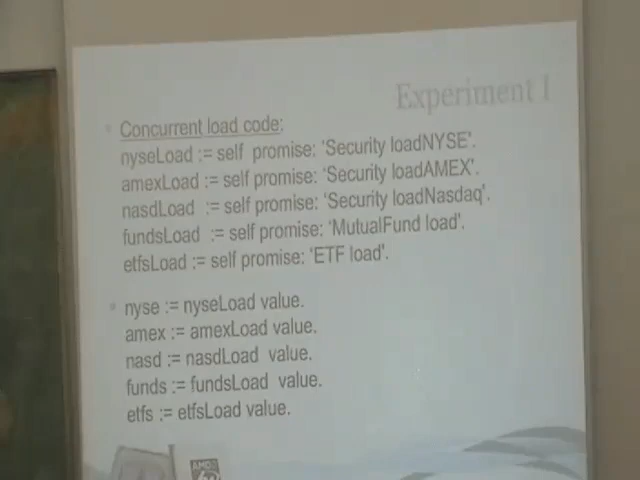 Experiment 1
Concurrent load code:
nyseLoad := self promise: 'Security loadNYSE'.
amexLoad := self promise: 'Security loadAMEX'.
nasdLoad := self promise: 'Security loadNasdaq'.
fundsLoad := self promise: 'MutualFund load'.
etfsLoad := self promise: 'ETF load'.
nyse := nyseLoad value.
amex := amexLoad value.
nasd := nasdLoad value.
funds := fundsLoad value.
etfs := etfsLoad value.
AMD